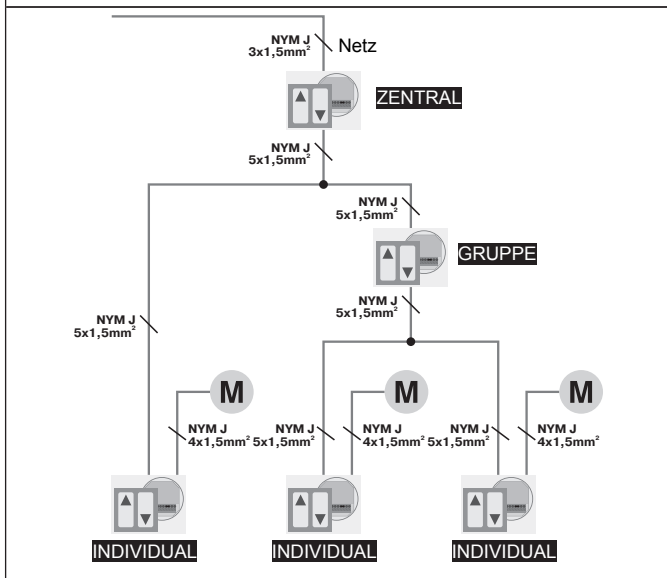 NYM J
3x1,5mm²
Netz
ZENTRAL
NYM J
5x1,5mm²
NYM J
5x1,5mm²
GRUPPE
NYM J
5x1,5mm²
NYM J
5x1,5mm²
M
M
M
NYM J
4x1,5mm²
NYM J
5x1,5mm²
NYM J
4x1,5mm²
NYM J
5x1,5mm²
NYM J
4x1,5mm²
INDIVIDUAL
INDIVIDUAL
INDIVIDUAL